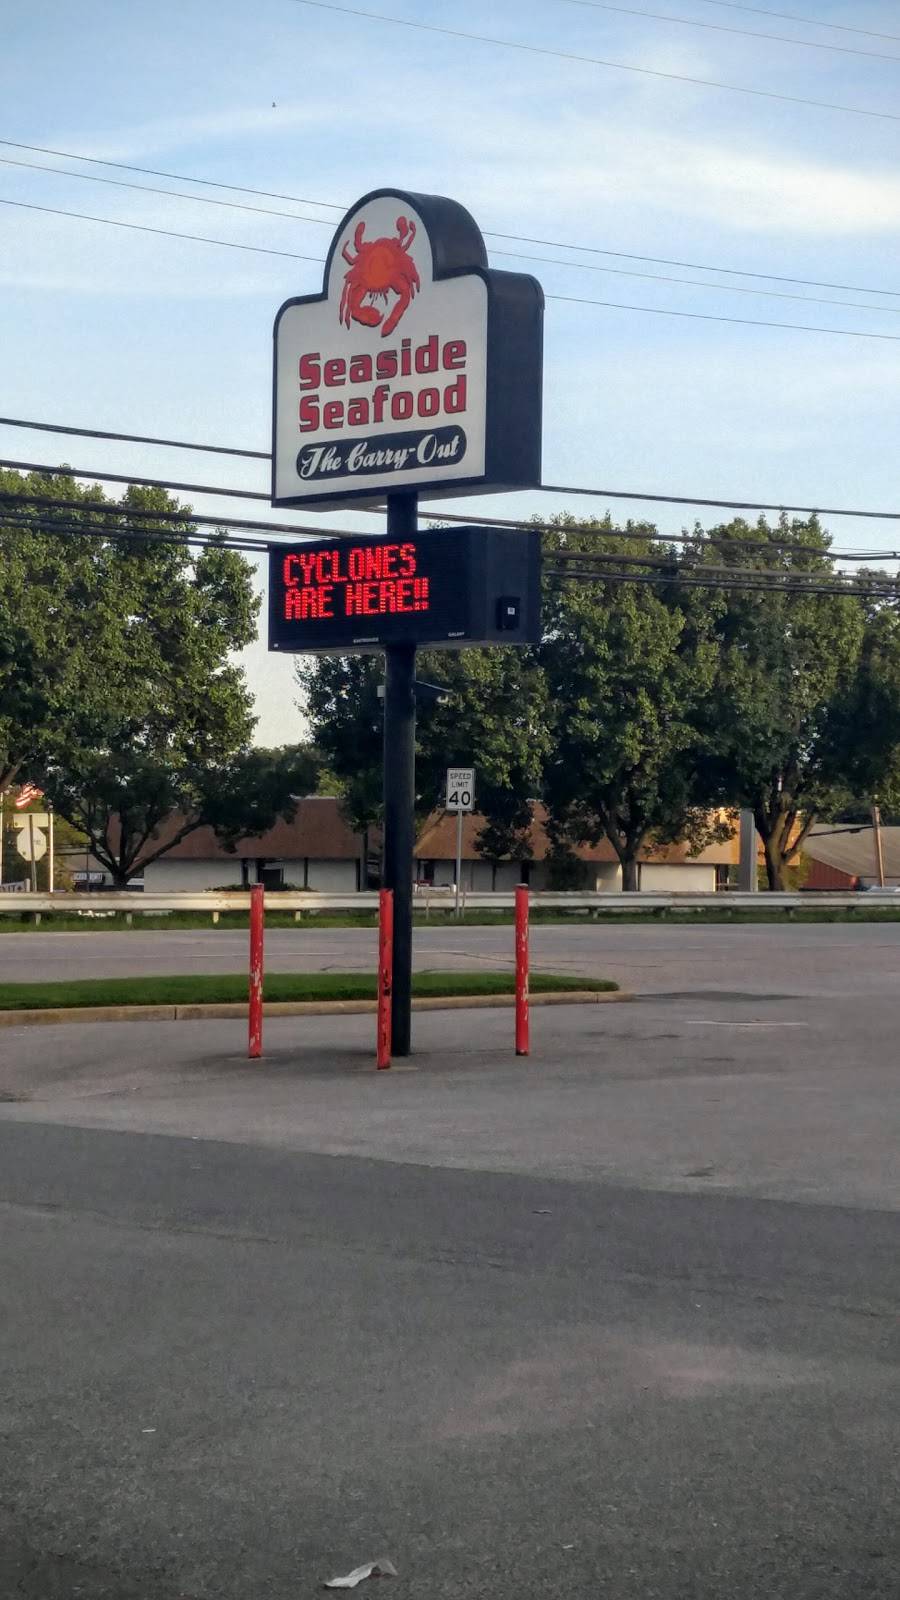 Seaside
Seafood
The Carry-Out
CYCLONES
ARE HERE!!
SPEED
LIMIT
40